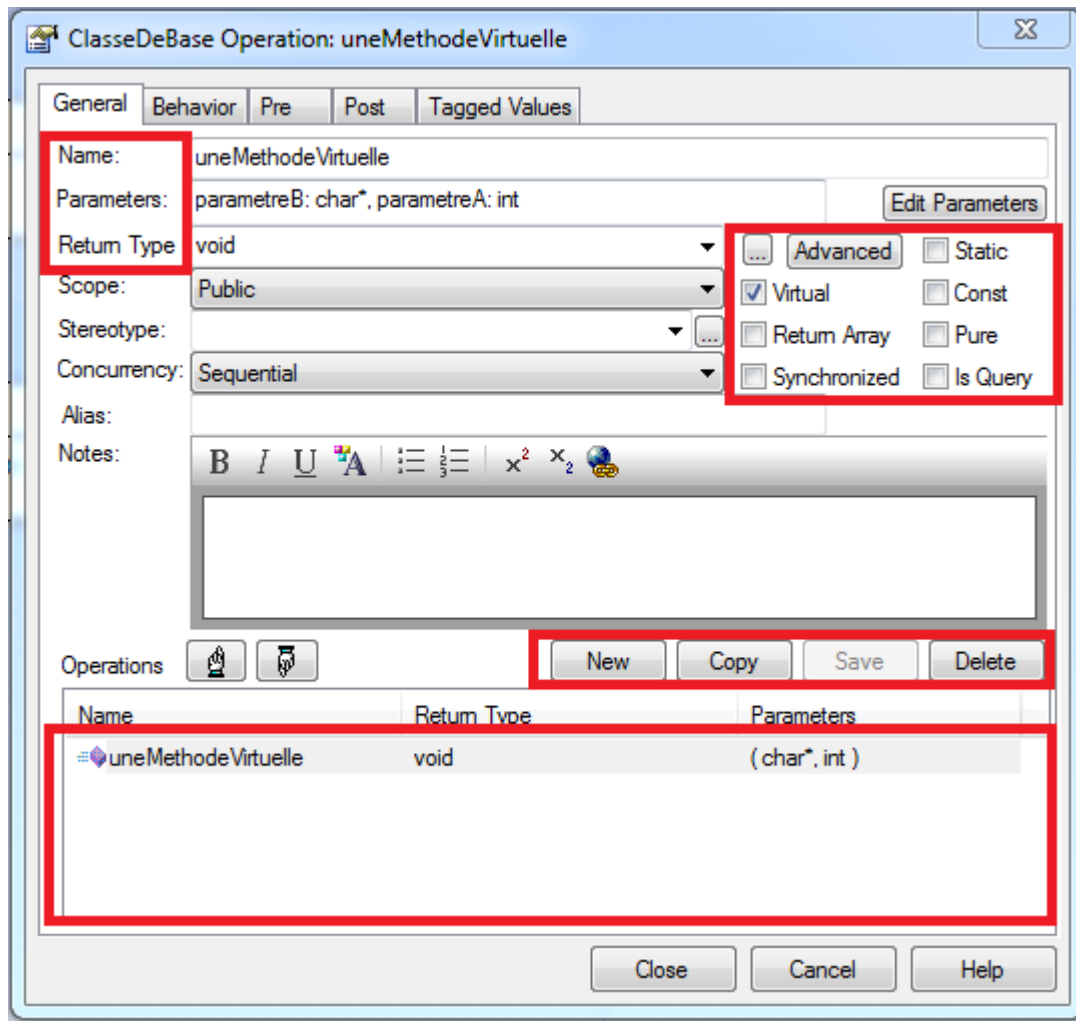 ClasseDeBase Operation: uneMethodeVirtuelle
General Behavior Pre Post Tagged Values
Name: uneMethodeVirtuelle
Parameters: parametreB: char*, parametreA: int Edit Parameters
Return Type void ... Advanced Static
Scope: Public Virtual Const
Stereotype: ... Return Array Pure
Concurrency: Sequential Synchronized Is Query
Alias:
Notes: B I U A x² x₂
Operations New Copy Save Delete
Name Return Type Parameters
uneMethodeVirtuelle void ( char*, int )
Close Cancel Help